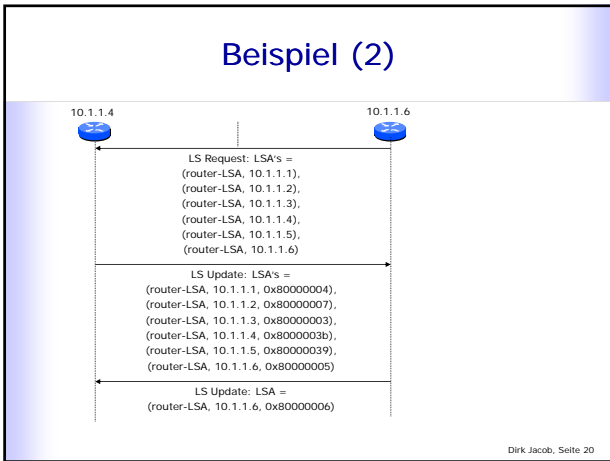 Beispiel (2)
10.1.1.4
10.1.1.6
LS Request: LSA's =
(router-LSA, 10.1.1.1),
(router-LSA, 10.1.1.2),
(router-LSA, 10.1.1.3),
(router-LSA, 10.1.1.4),
(router-LSA, 10.1.1.5),
(router-LSA, 10.1.1.6)
LS Update: LSA's =
(router-LSA, 10.1.1.1, 0x80000004),
(router-LSA, 10.1.1.2, 0x80000007),
(router-LSA, 10.1.1.3, 0x80000003),
(router-LSA, 10.1.1.4, 0x8000003b),
(router-LSA, 10.1.1.5, 0x80000039),
(router-LSA, 10.1.1.6, 0x80000005)
LS Update: LSA =
(router-LSA, 10.1.1.6, 0x80000006)
Dirk Jacob, Seite 20